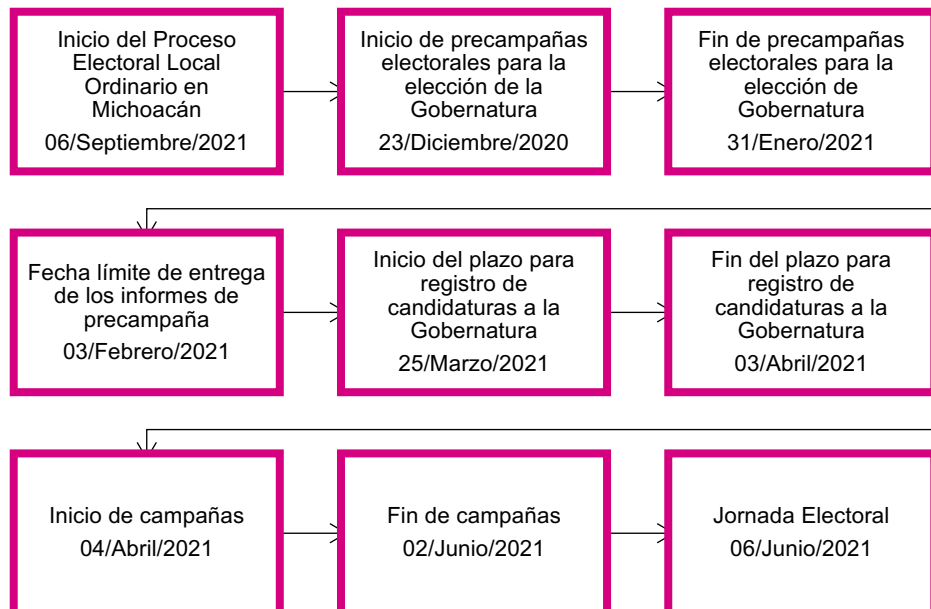 Inicio del Proceso
Electoral Local
Ordinario en
Michoacán
06/Septiembre/2021
Inicio de precampañas
electorales para la
elección de la
Gobernatura
23/Diciembre/2020
Fin de precampañas
electorales para la
elección de
Gobernatura
31/Enero/2021
Fecha límite de entrega
de los informes de
precampaña
03/Febrero/2021
Inicio del plazo para
registro de
candidaturas a la
Gobernatura
25/Marzo/2021
Fin del plazo para
registro de
candidaturas a la
Gobernatura
03/Abril/2021
Inicio de campañas
04/Abril/2021
Fin de campañas
02/Junio/2021
Jornada Electoral
06/Junio/2021